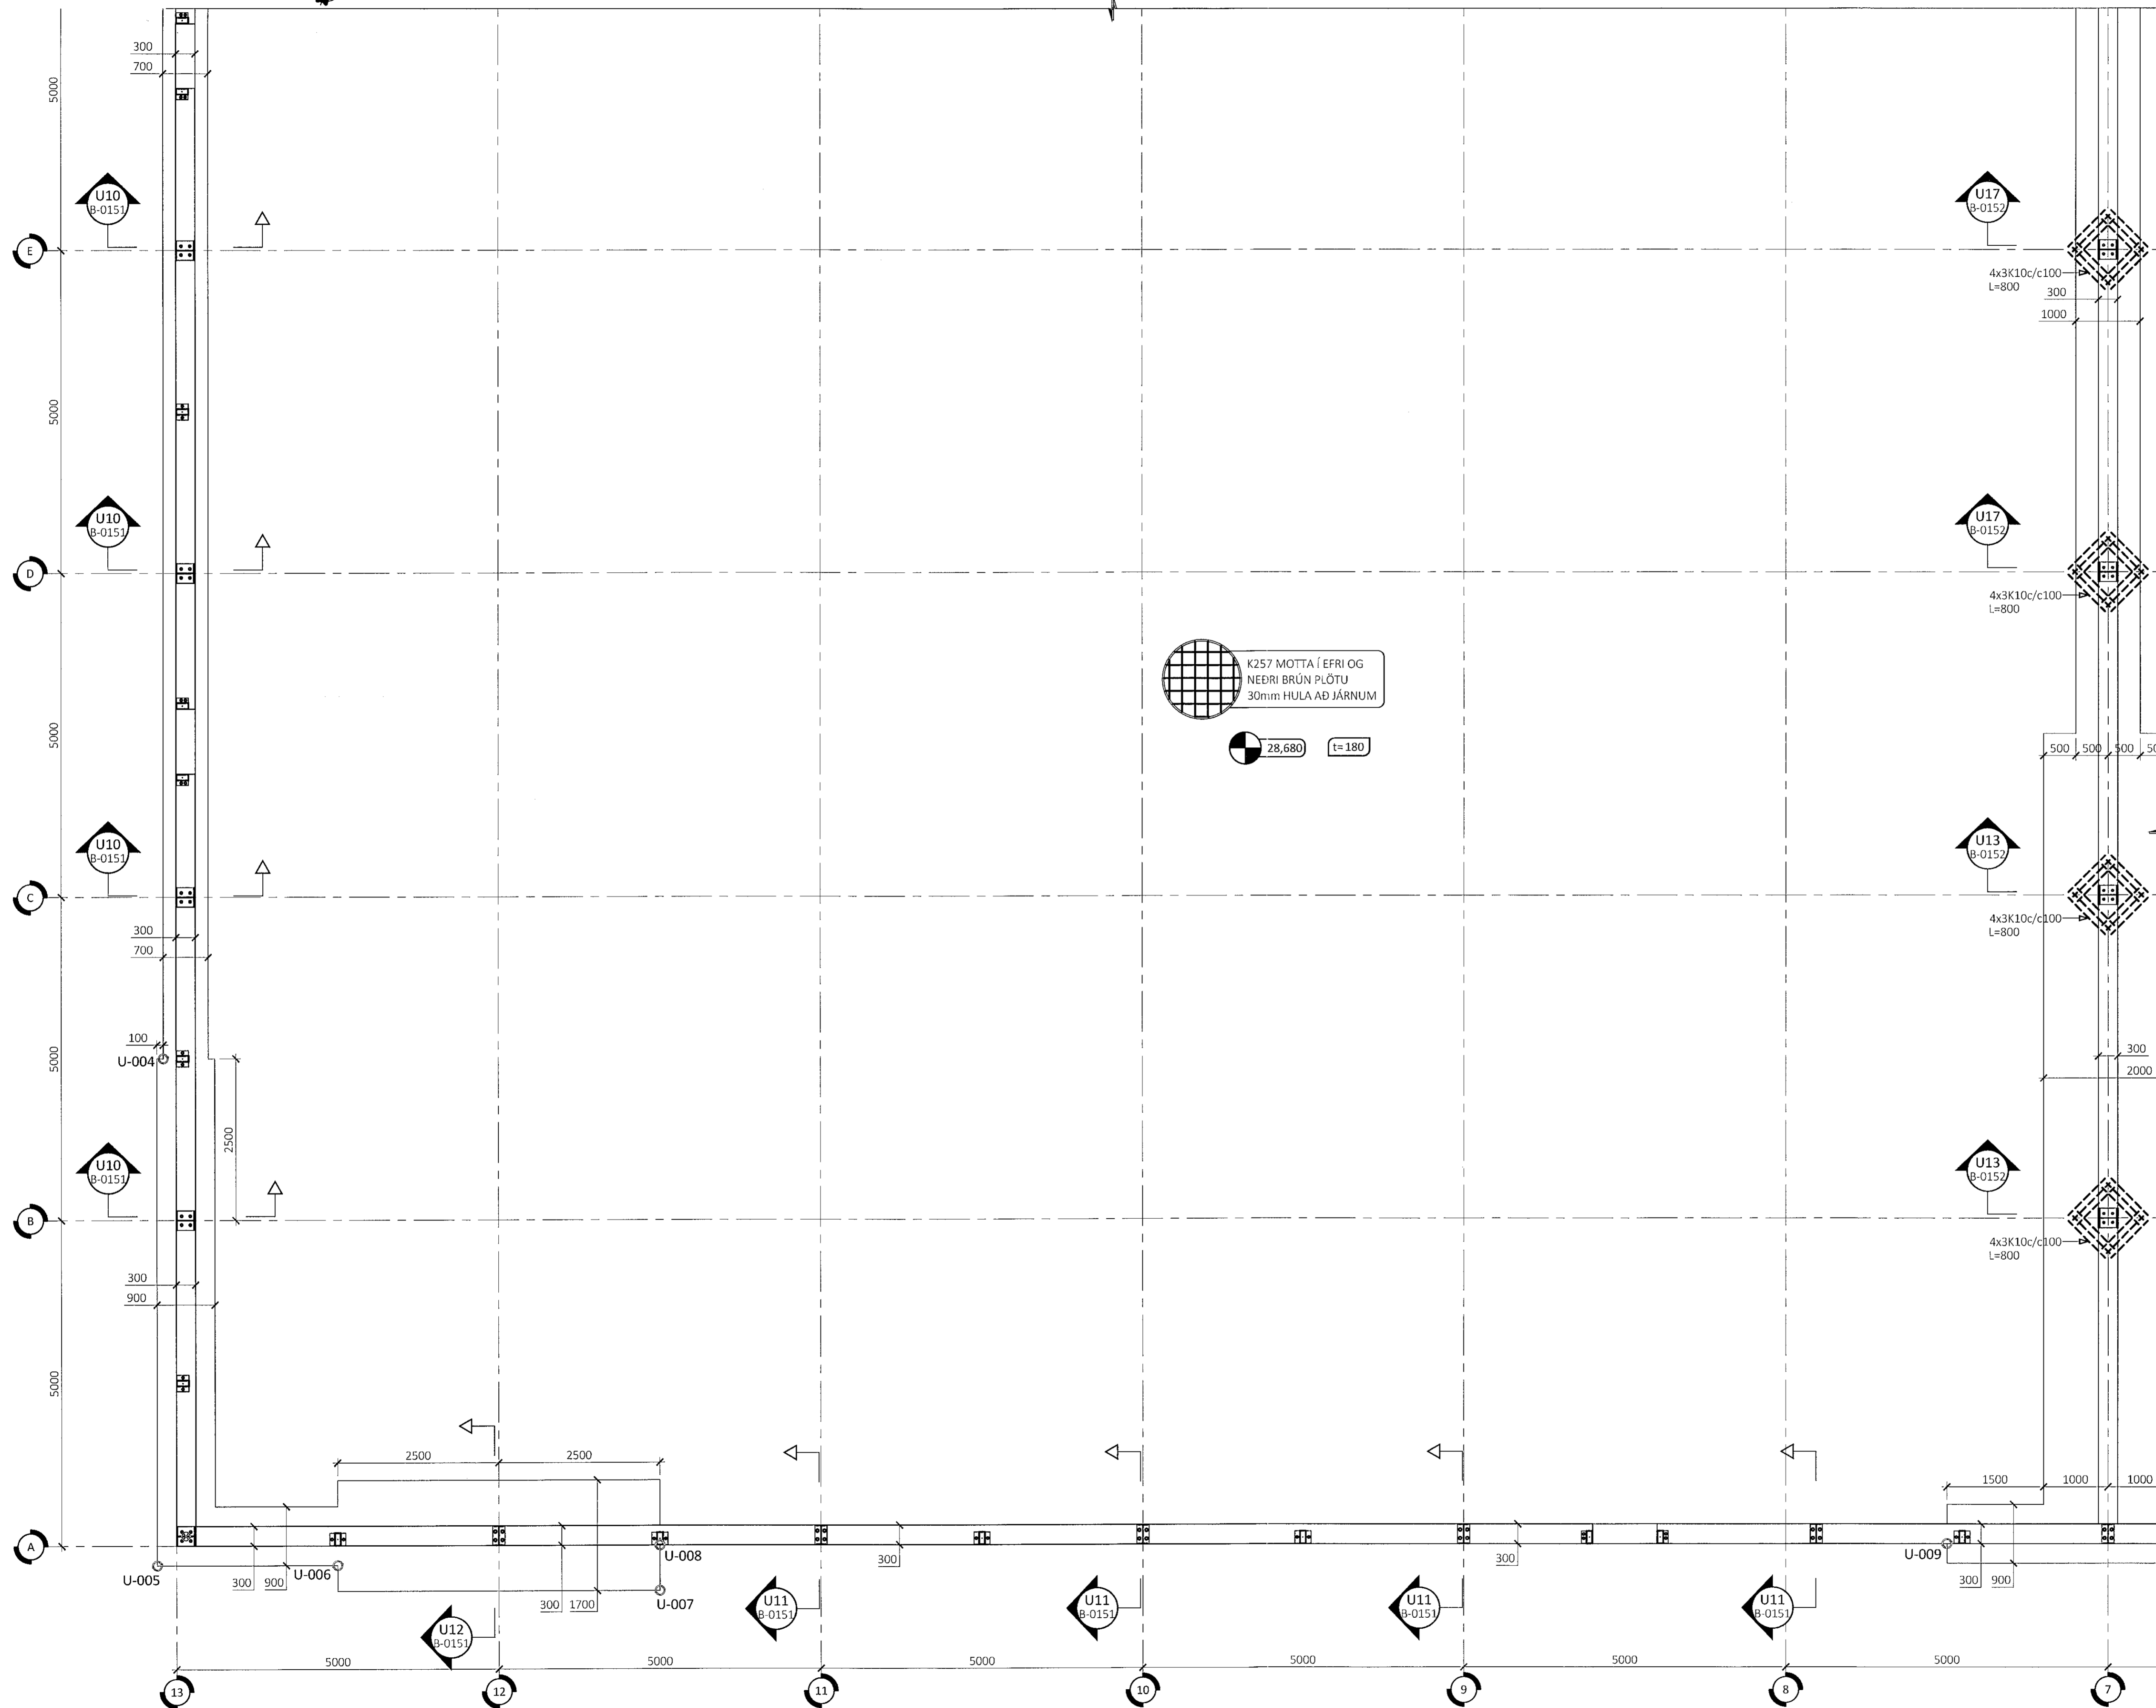 300
700
5000
U10
B-0151
U17
B-0152
E
4x3K10c/c100
L=800
300
1000
5000
U10
B-0151
U17
B-0152
D
4x3K10c/c100
L=800
K257 MOTTA Í EFRI OG
NEÐRI BRÚN PLÖTU
30mm HULA AÐ JÁRNUM
28,680
t=180
5000
500
500
500
U10
B-0151
U13
B-0152
C
4x3K10c/c100
L=800
300
700
100
U-004
5000
300
2000
2500
U10
B-0151
U13
B-0152
B
4x3K10c/c100
L=800
300
900
5000
2500
2500
1500
1000
1000
A
U-005
U-006
U-008
U-007
U-009
300
900
300
1700
300
300
300
900
U12
B-0151
U11
B-0151
U11
B-0151
U11
B-0151
U11
B-0151
5000
5000
5000
5000
5000
5000
13
12
11
10
9
8
7